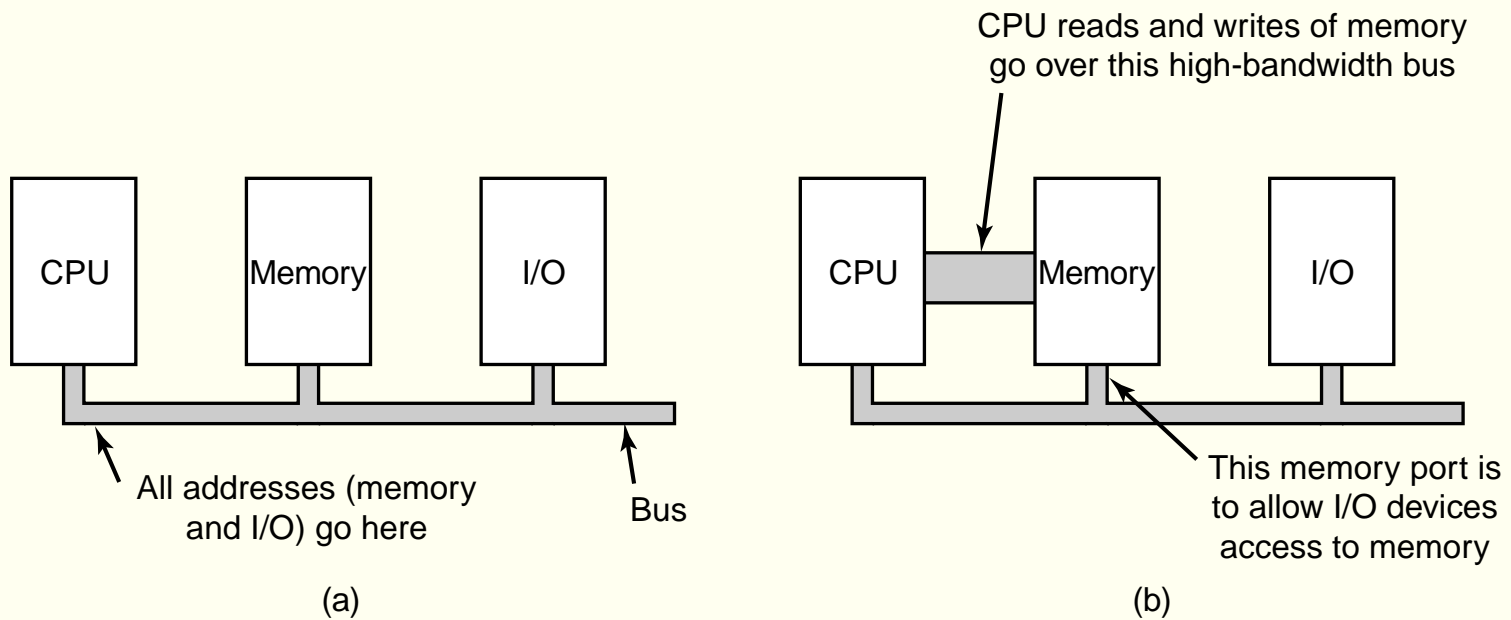 CPU reads and writes of memory
go over this high-bandwidth bus
CPU
Memory
I/O
All addresses (memory
and I/O) go here
Bus
(a)
CPU
Memory
I/O
This memory port is
to allow I/O devices
access to memory
(b)